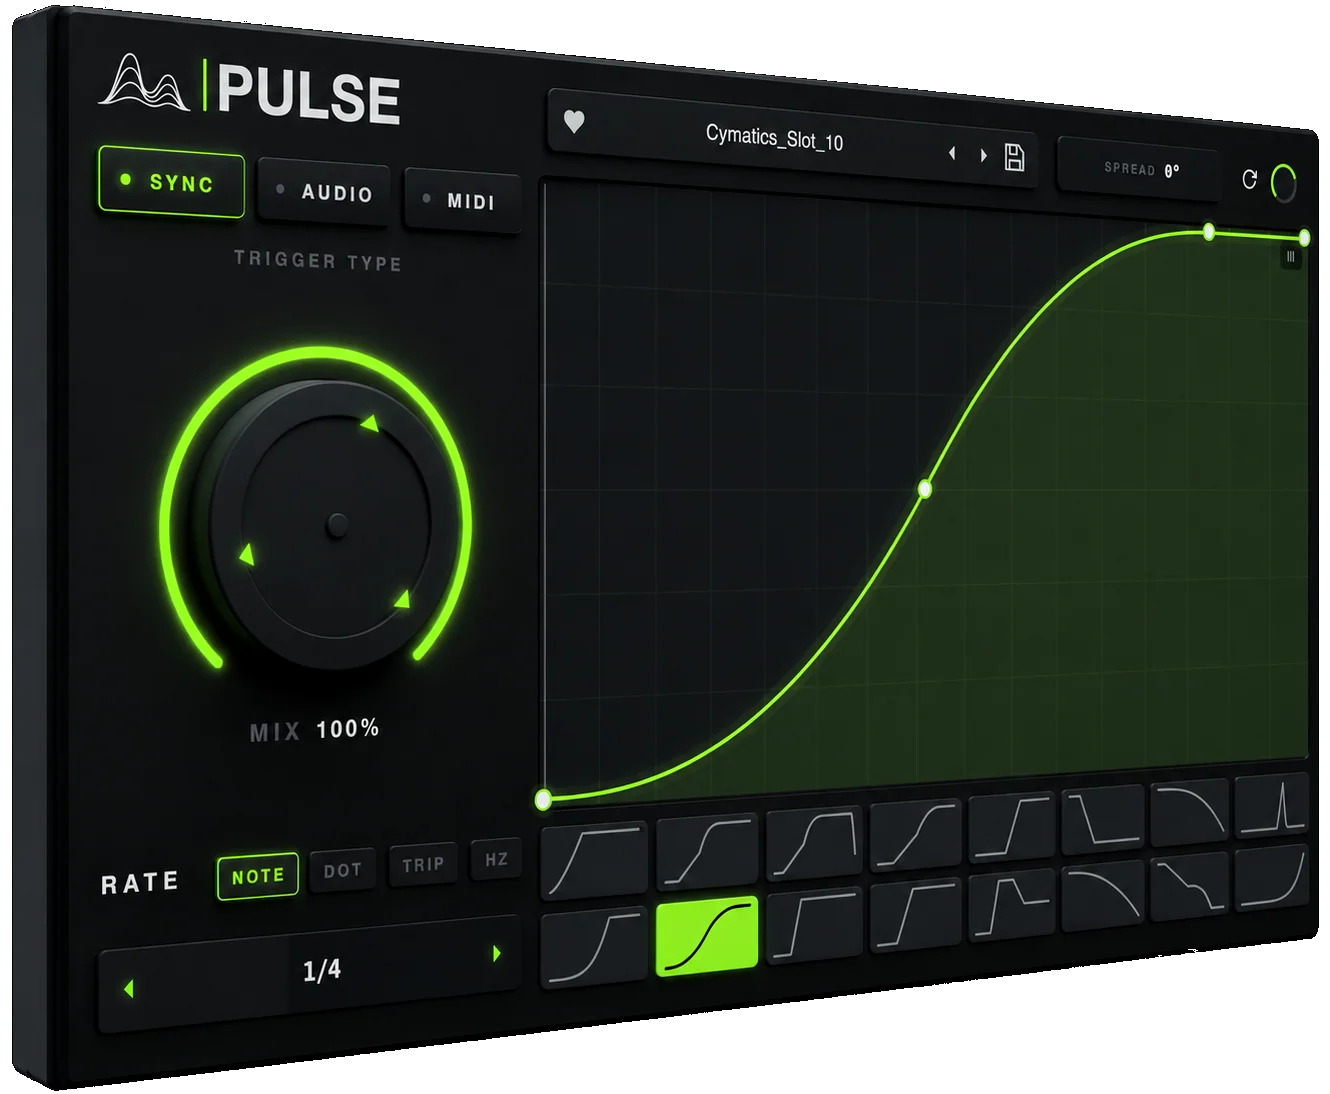 PULSE
Cymatics_Slot_10
SPREAD 0°
SYNC
AUDIO
MIDI
TRIGGER TYPE
MIX 100%
RATE
NOTE
DOT
TRIP
HZ
1/4